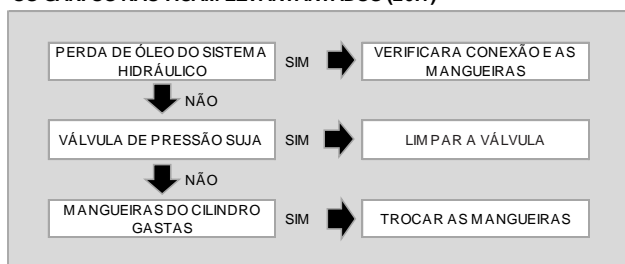 PERDA DE ÓLEO DO SISTEMA
HIDRÁULICO
SIM
VERIFICAR A CONEXÃO E AS
MANGUEIRAS
NÃO
VÁLVULA DE PRESSÃO SUJA
SIM
LIMPAR A VÁLVULA
NÃO
MANGUEIRAS DO CILINDRO
GASTAS
SIM
TROCAR AS MANGUEIRAS